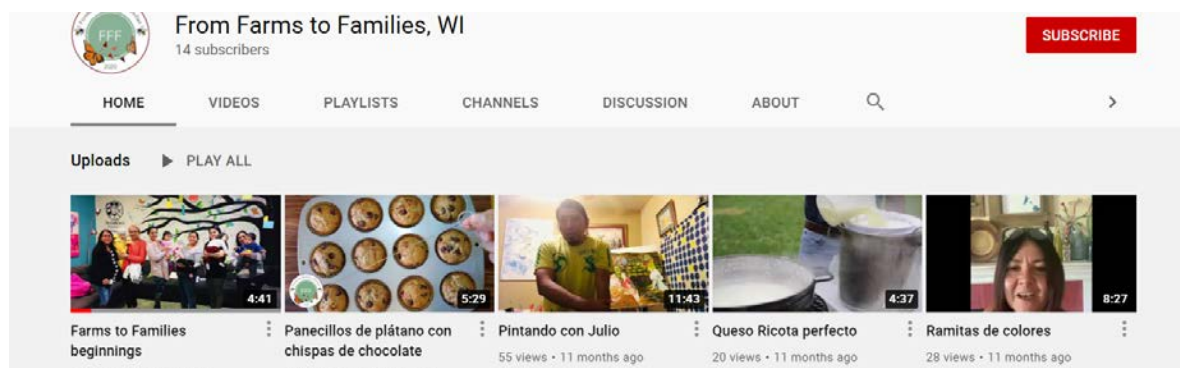 FFF
From Farms to Families, WI
14 subscribers
SUBSCRIBE
HOME VIDEOS PLAYLISTS CHANNELS DISCUSSION ABOUT
Uploads PLAY ALL
4:41
FFF
5:29
11:43
4:37
8:27
Farms to Families
beginnings
Panecillos de plátano con
chispas de chocolate
Pintando con Julio
55 views • 11 months ago
Queso Ricota perfecto
20 views • 11 months ago
Ramitas de colores
28 views • 11 months ago